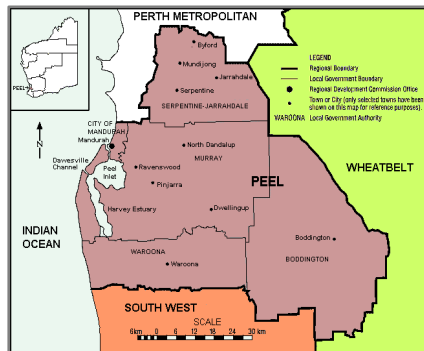 PERTH METROPOLITAN
PEEL
Byford
Mundijong
Jarrahdale
Serpentine
SERPENTINE-JARRAHDALE
LEGEND
Regional Boundary
Local Government Boundary
Regional Development Commission Office
Town or City (only selected towns have been
shown on this map for reference purposes).
WAROONA Local Government Authority
N
CITY OF
MANDURAH
Mandurah
Dawesville
Channel
Peel
Inlet
North Dandalup
MURRAY
Ravenswood
Pinjarra
PEEL
WHEATBELT
Harvey Estuary
Dwellingup
INDIAN
OCEAN
Boddington
BODDINGTON
WAROONA
Waroona
SOUTH WEST
SCALE
6km 0 6 12 18 24 30 km